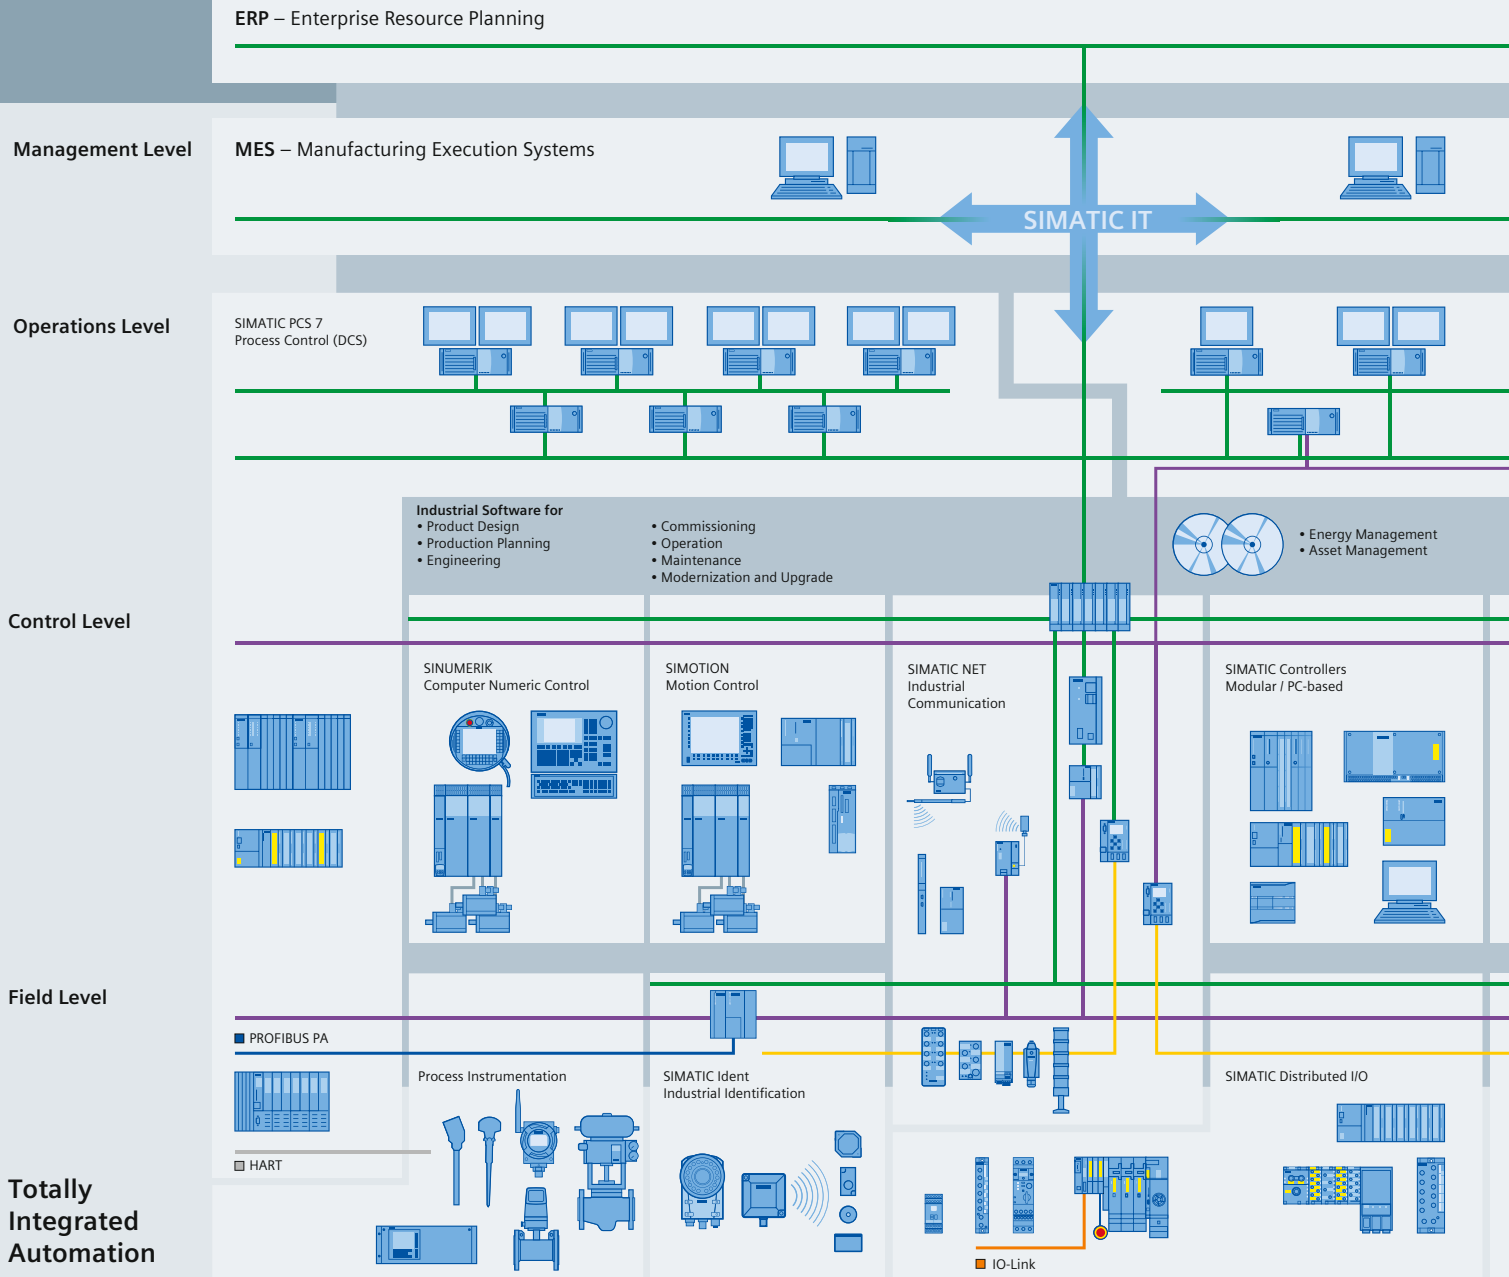 ERP – Enterprise Resource Planning
Management Level
MES – Manufacturing Execution Systems
SIMATIC IT
Operations Level
SIMATIC PCS 7
Process Control (DCS)
Industrial Software for
• Product Design
• Production Planning
• Engineering
• Commissioning
• Operation
• Maintenance
• Modernization and Upgrade
• Energy Management
• Asset Management
Control Level
SINUMERIK
Computer Numeric Control
SIMOTION
Motion Control
SIMATIC NET
Industrial
Communication
SIMATIC Controllers
Modular / PC-based
Field Level
PROFIBUS PA
Process Instrumentation
SIMATIC Ident
Industrial Identification
SIMATIC Distributed I/O
HART
IO-Link
Totally
Integrated
Automation